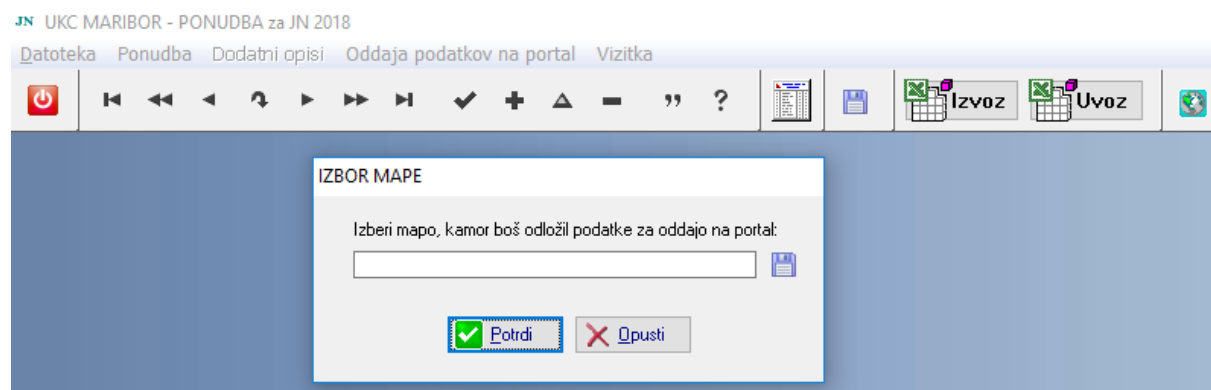 JN UKC MARIBOR - PONUDBA za JN 2018
Datoteka Ponudba Dodatni opisi Oddaja podatkov na portal Vizitka
Izvoz Uvoz
IZBOR MAPE
Izberi mapo, kamor boš odložil podatke za oddajo na portal:
Potrdi Opusti